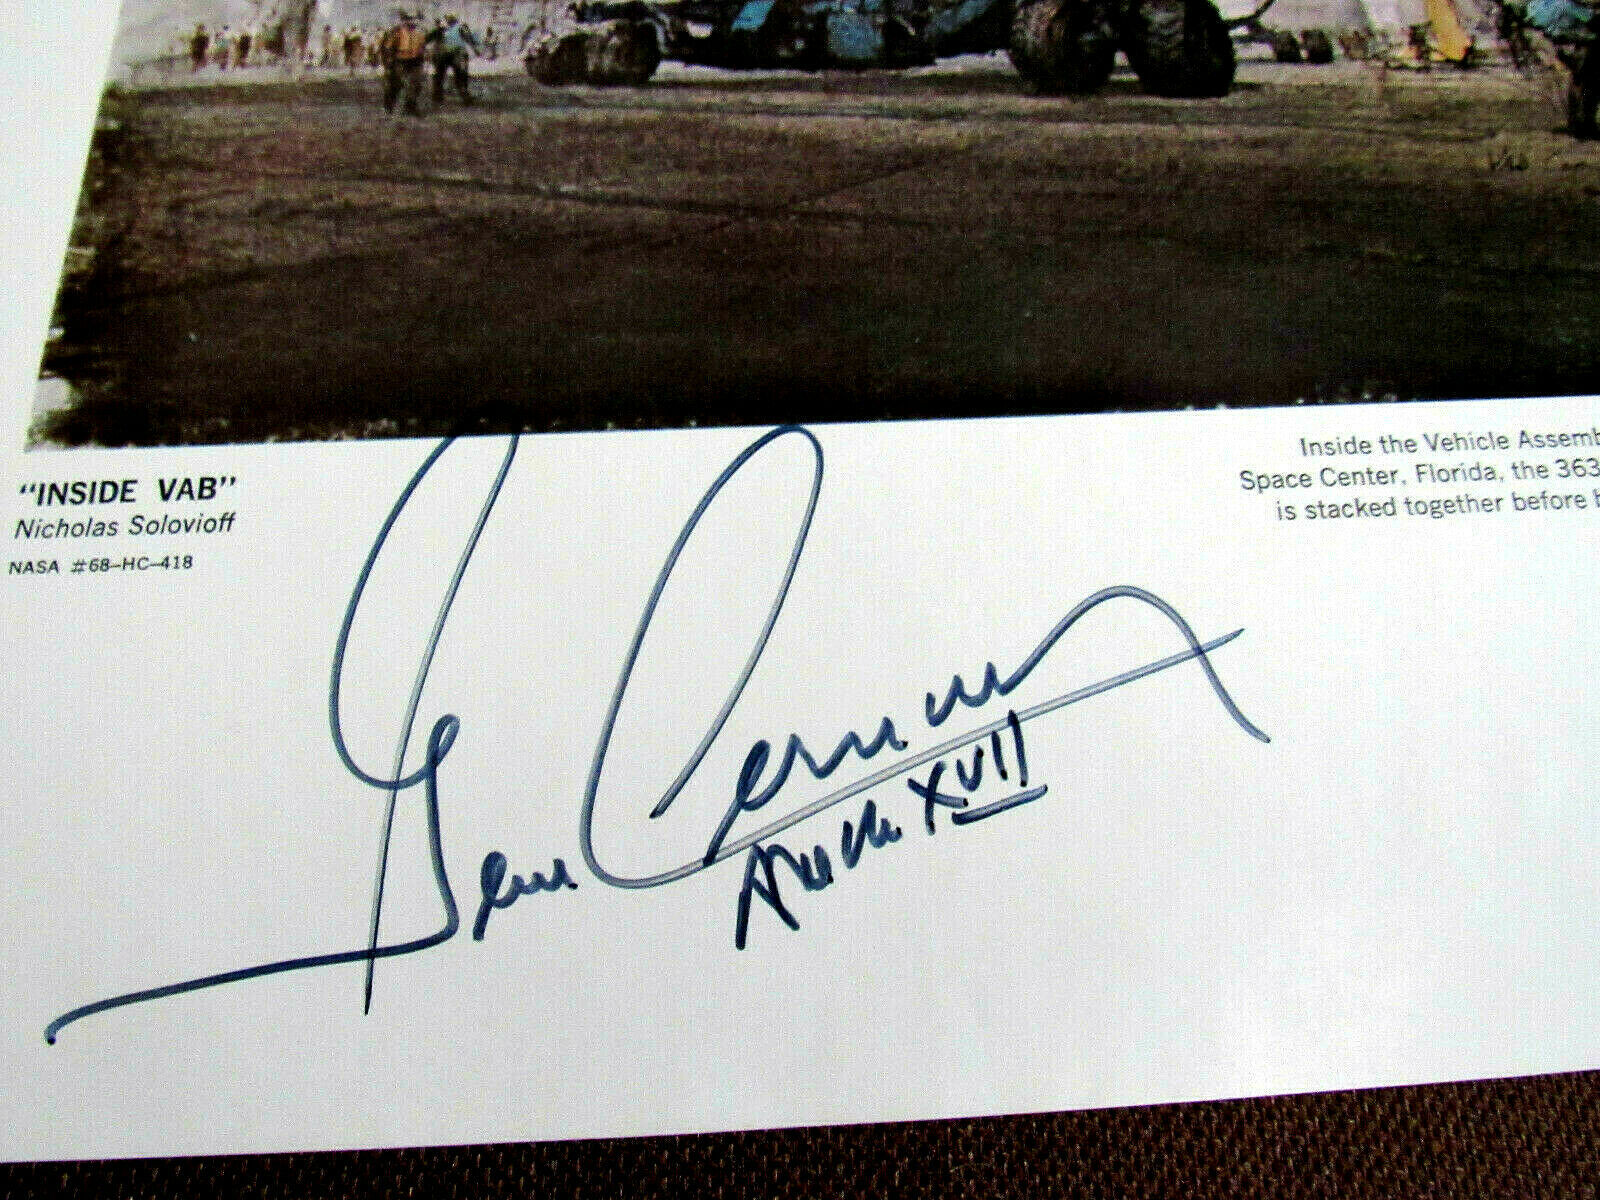 "INSIDE VAB"
Nicholas Solovioff
NASA #68-HC-418
Inside the Vehicle Assemb
Space Center, Florida, the 363
is stacked together before b
Gene Cernan
Apollo XVII